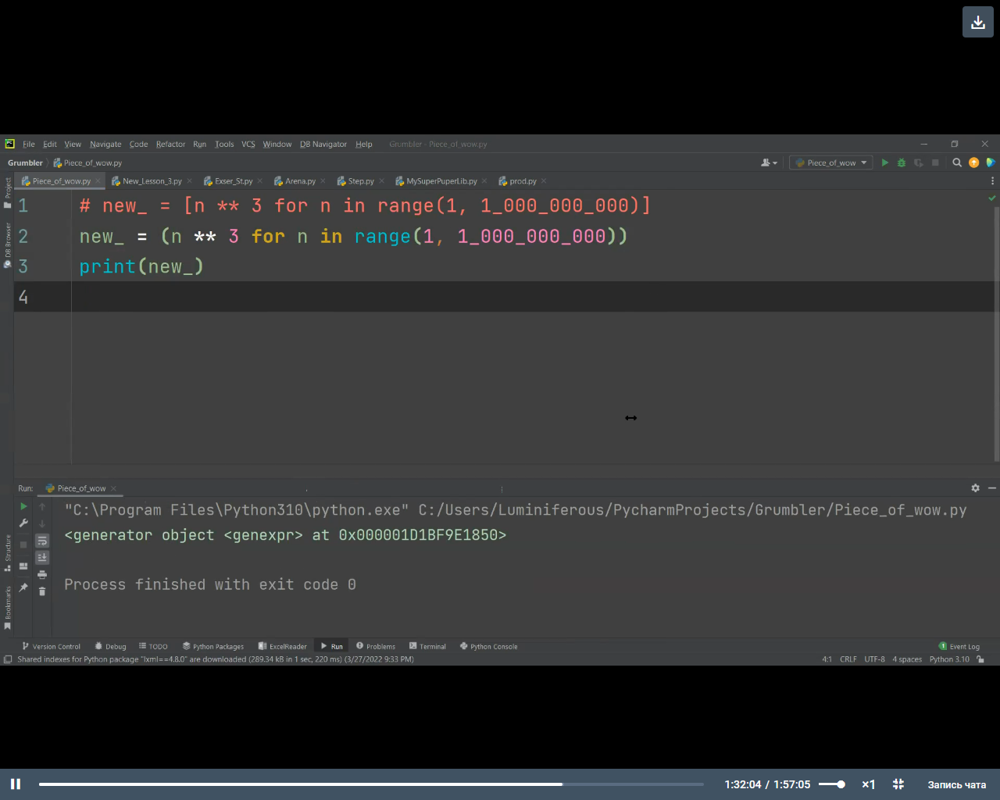 File Edit View Navigate Code Refactor Run Tools VCS Window DB Navigator Help Grumbler - Piece_of_wow.py
Grumbler Piece_of_wow.py Piece_of_wow
Piece_of_wow.py New_Lesson_3.py Exser_St.py Arena.py Step.py MySuperPuperLib.py prod.py
Project
DB Browser
1 # new_ = [n ** 3 for n in range(1, 1_000_000_000)]
2 new_ = (n ** 3 for n in range(1, 1_000_000_000))
3 print(new_)
4
Run: Piece_of_wow
"C:\Program Files\Python310\python.exe" C:/Users/Luminiferous/PycharmProjects/Grumbler/Piece_of_wow.py
<generator object <genexpr> at 0x000001D1BF9E1850>
Process finished with exit code 0
Structure
Bookmarks
Version Control Debug TODO Python Packages ExcelReader Run Problems Terminal Python Console 1 Event Log
Shared indexes for Python package "lxml==4.8.0" are downloaded (289.34 kB in 1 sec, 220 ms) (3/27/2022 9:33 PM) 4:1 CRLF UTF-8 4 spaces Python 3.10
1:32:04 / 1:57:05 ×1 Запись чата